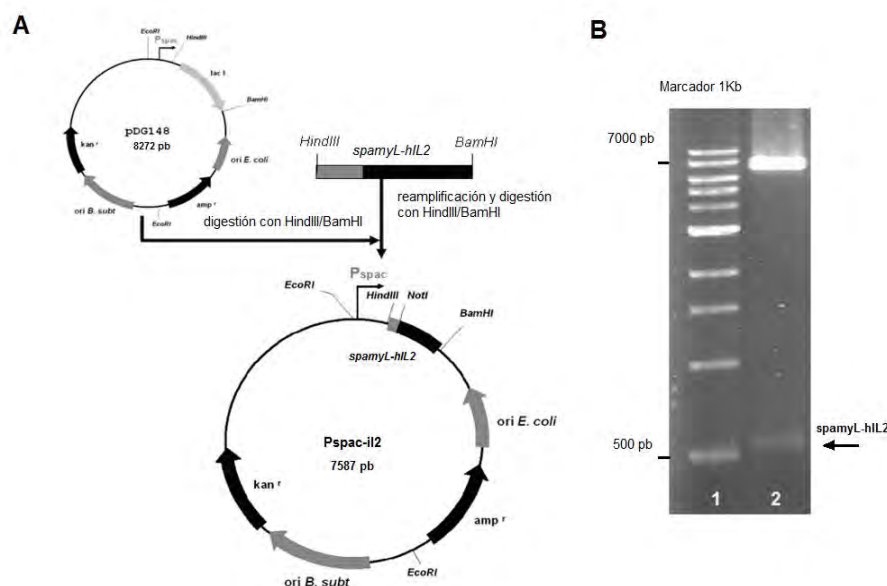 A
EcoRI
Pspac
HindIII
lac I
BamHI
pDG148
8272 pb
kan r
ori E. coli
ori B. subt
amp r
EcoRI
HindIII
spamyL-hIL2
BamHI
digestión con HindIII/BamHI
reamplificación y digestión
con HindIII/BamHI
Pspac
EcoRI
HindIII
NotI
BamHI
spamyL-hIL2
ori E. coli
Pspac-il2
7587 pb
kan r
amp r
EcoRI
ori B. subt
B
Marcador 1Kb
7000 pb
500 pb
spamyL-hIL2
1
2